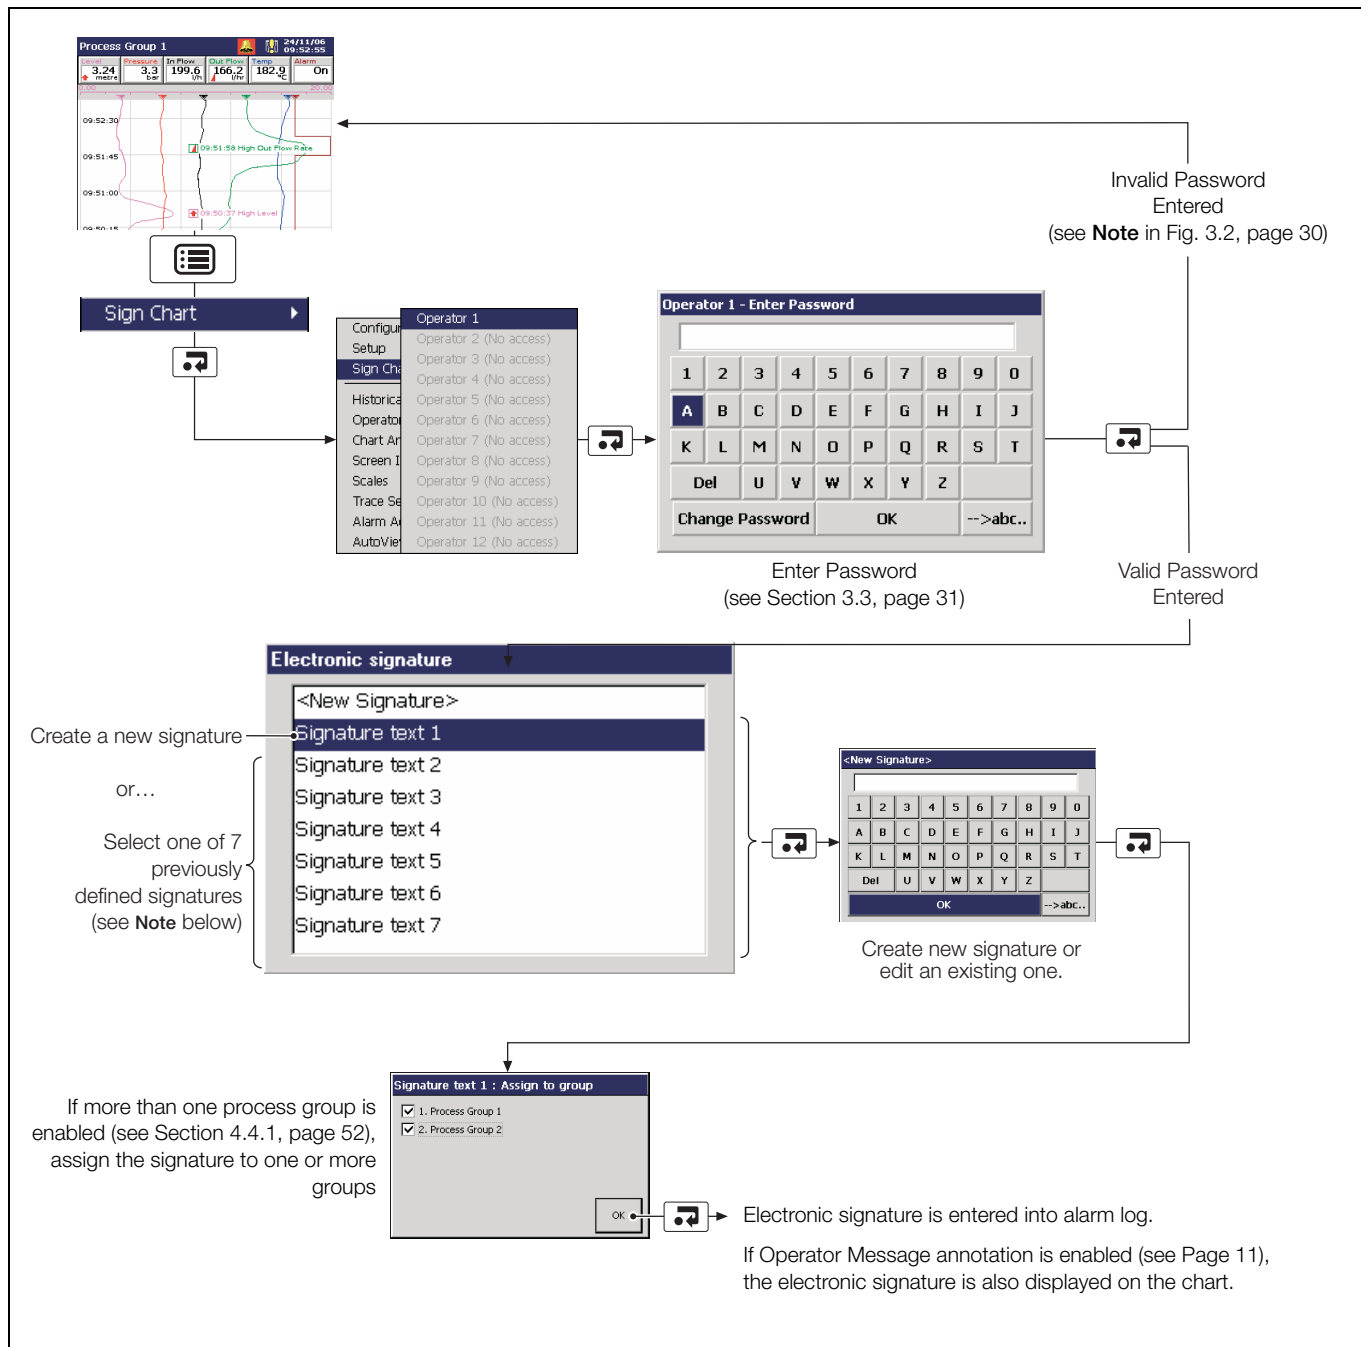 Process Group 1
24/11/06
09:52:55
Level
Pressure
In Flow
Out Flow
Temp
Alarm
3.24
3.3
199.6
166.2
182.9
On
metre
bar
l/h
l/hr
°C
0.00
20.00
09:52:30
09:51:58 High Out Flow Rate
09:51:45
09:51:00
09:50:37 High Level
09:50:15
Invalid Password
Entered
(see Note in Fig. 3.2, page 30)
Sign Chart
Configur
Setup
Sign Cha
Historica
Operator
Chart An
Screen I
Scales
Trace Se
Alarm A
AutoView
Operator 1
Operator 2 (No access)
Operator 3 (No access)
Operator 4 (No access)
Operator 5 (No access)
Operator 6 (No access)
Operator 7 (No access)
Operator 8 (No access)
Operator 9 (No access)
Operator 10 (No access)
Operator 11 (No access)
Operator 12 (No access)
Operator 1 - Enter Password
1 2 3 4 5 6 7 8 9 0
A B C D E F G H I J
K L M N O P Q R S T
Del U V W X Y Z
Change Password OK -->abc..
Enter Password
(see Section 3.3, page 31)
Valid Password
Entered
Electronic signature
<New Signature>
Signature text 1
Signature text 2
Signature text 3
Signature text 4
Signature text 5
Signature text 6
Signature text 7
Create a new signature
or…
Select one of 7
previously
defined signatures
(see Note below)
<New Signature>
1 2 3 4 5 6 7 8 9 0
A B C D E F G H I J
K L M N O P Q R S T
Del U V W X Y Z
OK -->abc..
Create new signature or
edit an existing one.
If more than one process group is
enabled (see Section 4.4.1, page 52),
assign the signature to one or more
groups
Signature text 1 : Assign to group
1. Process Group 1
2. Process Group 2
OK
Electronic signature is entered into alarm log.
If Operator Message annotation is enabled (see Page 11),
the electronic signature is also displayed on the chart.